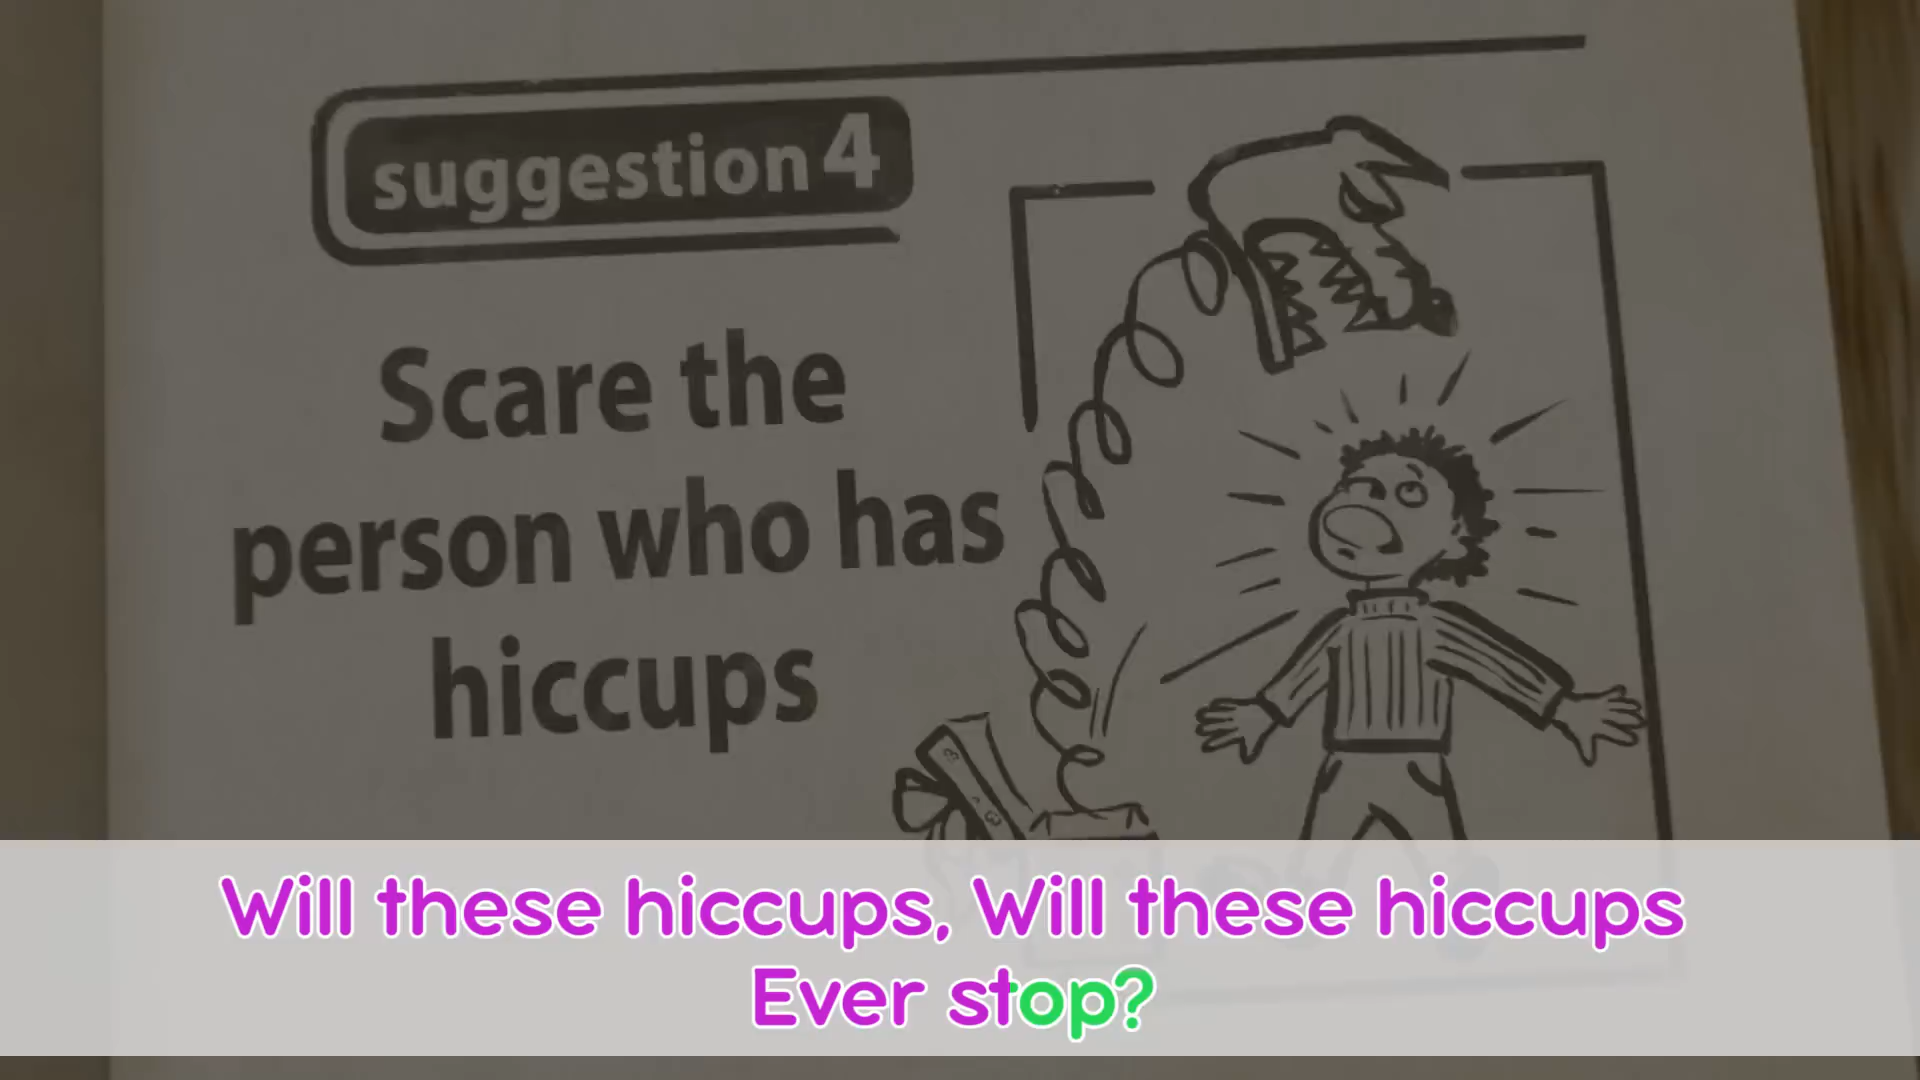 suggestion 4
Scare the
person who has
hiccups
Will these hiccups, Will these hiccups
Ever stop?